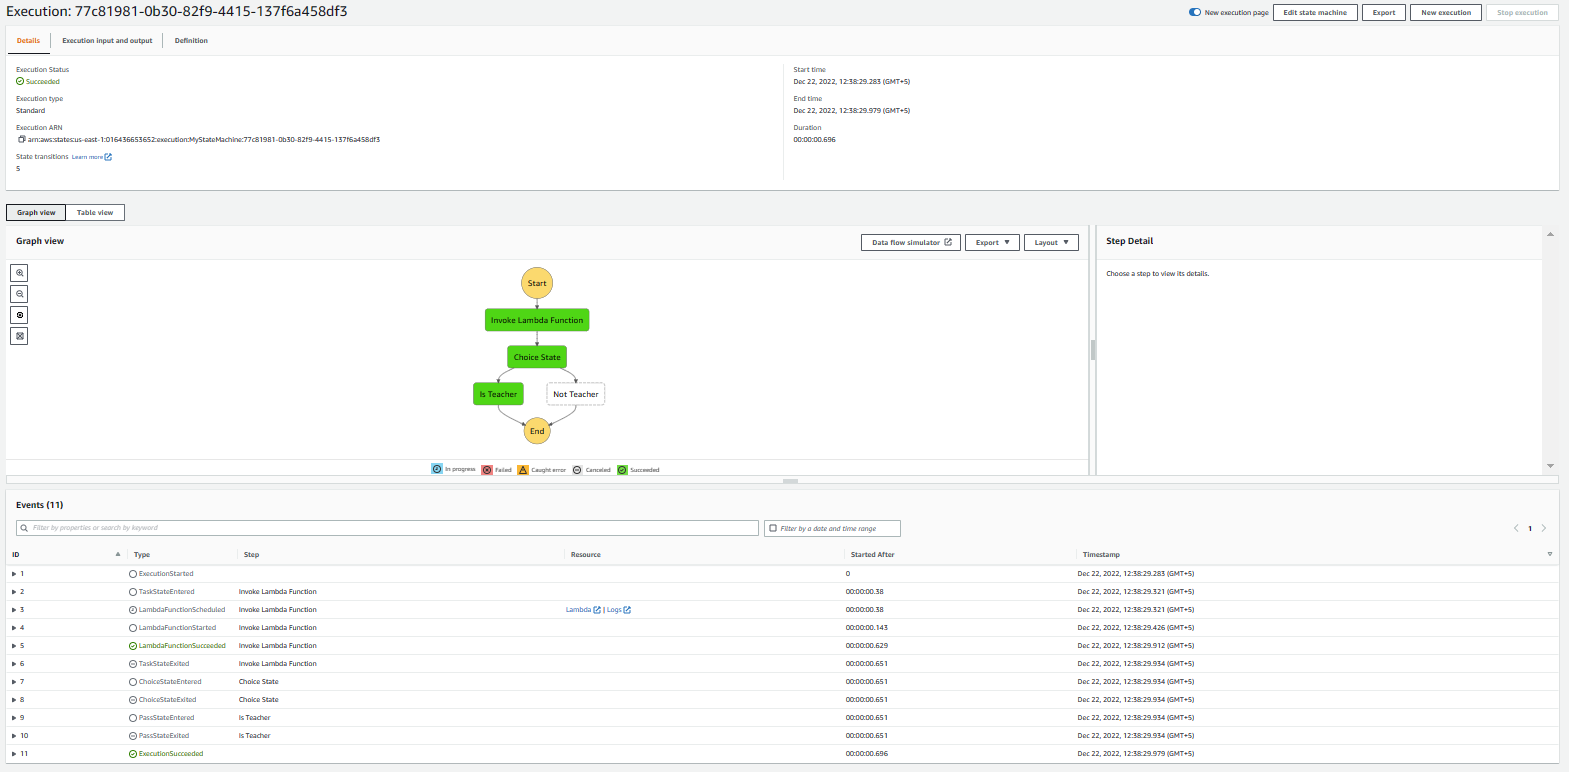 Execution: 77c81981-0b30-82f9-4415-137f6a458df3
New execution page
Edit state machine
Export
New execution
Stop execution
Details
Execution input and output
Definition
Execution Status
Succeeded
Execution type
Standard
Execution ARN
arn:aws:states:us-east-1:016436653652:execution:MyStateMachine:77c81981-0b30-82f9-4415-137f6a458df3
State transitions Learn more
5
Start time
Dec 22, 2022, 12:38:29.283 (GMT+5)
End time
Dec 22, 2022, 12:38:29.979 (GMT+5)
Duration
00:00:00.696
Graph view
Table view
Graph view
Data flow simulator
Export
Layout
Start
Invoke Lambda Function
Choice State
Is Teacher
Not Teacher
End
In progress
Failed
Caught error
Canceled
Succeeded
Step Detail
Choose a step to view its details.
Events (11)
Filter by properties or search by keyword
Filter by a date and time range
1
ID Type Step Resource Started After Timestamp
1 ExecutionStarted 0 Dec 22, 2022, 12:38:29.283 (GMT+5)
2 TaskStateEntered Invoke Lambda Function 00:00:00.38 Dec 22, 2022, 12:38:29.321 (GMT+5)
3 LambdaFunctionScheduled Invoke Lambda Function Lambda | Logs 00:00:00.38 Dec 22, 2022, 12:38:29.321 (GMT+5)
4 LambdaFunctionStarted Invoke Lambda Function 00:00:00.143 Dec 22, 2022, 12:38:29.426 (GMT+5)
5 LambdaFunctionSucceeded Invoke Lambda Function 00:00:00.629 Dec 22, 2022, 12:38:29.912 (GMT+5)
6 TaskStateExited Invoke Lambda Function 00:00:00.651 Dec 22, 2022, 12:38:29.934 (GMT+5)
7 ChoiceStateEntered Choice State 00:00:00.651 Dec 22, 2022, 12:38:29.934 (GMT+5)
8 ChoiceStateExited Choice State 00:00:00.651 Dec 22, 2022, 12:38:29.934 (GMT+5)
9 PassStateEntered Is Teacher 00:00:00.651 Dec 22, 2022, 12:38:29.934 (GMT+5)
10 PassStateExited Is Teacher 00:00:00.651 Dec 22, 2022, 12:38:29.934 (GMT+5)
11 ExecutionSucceeded 00:00:00.696 Dec 22, 2022, 12:38:29.979 (GMT+5)